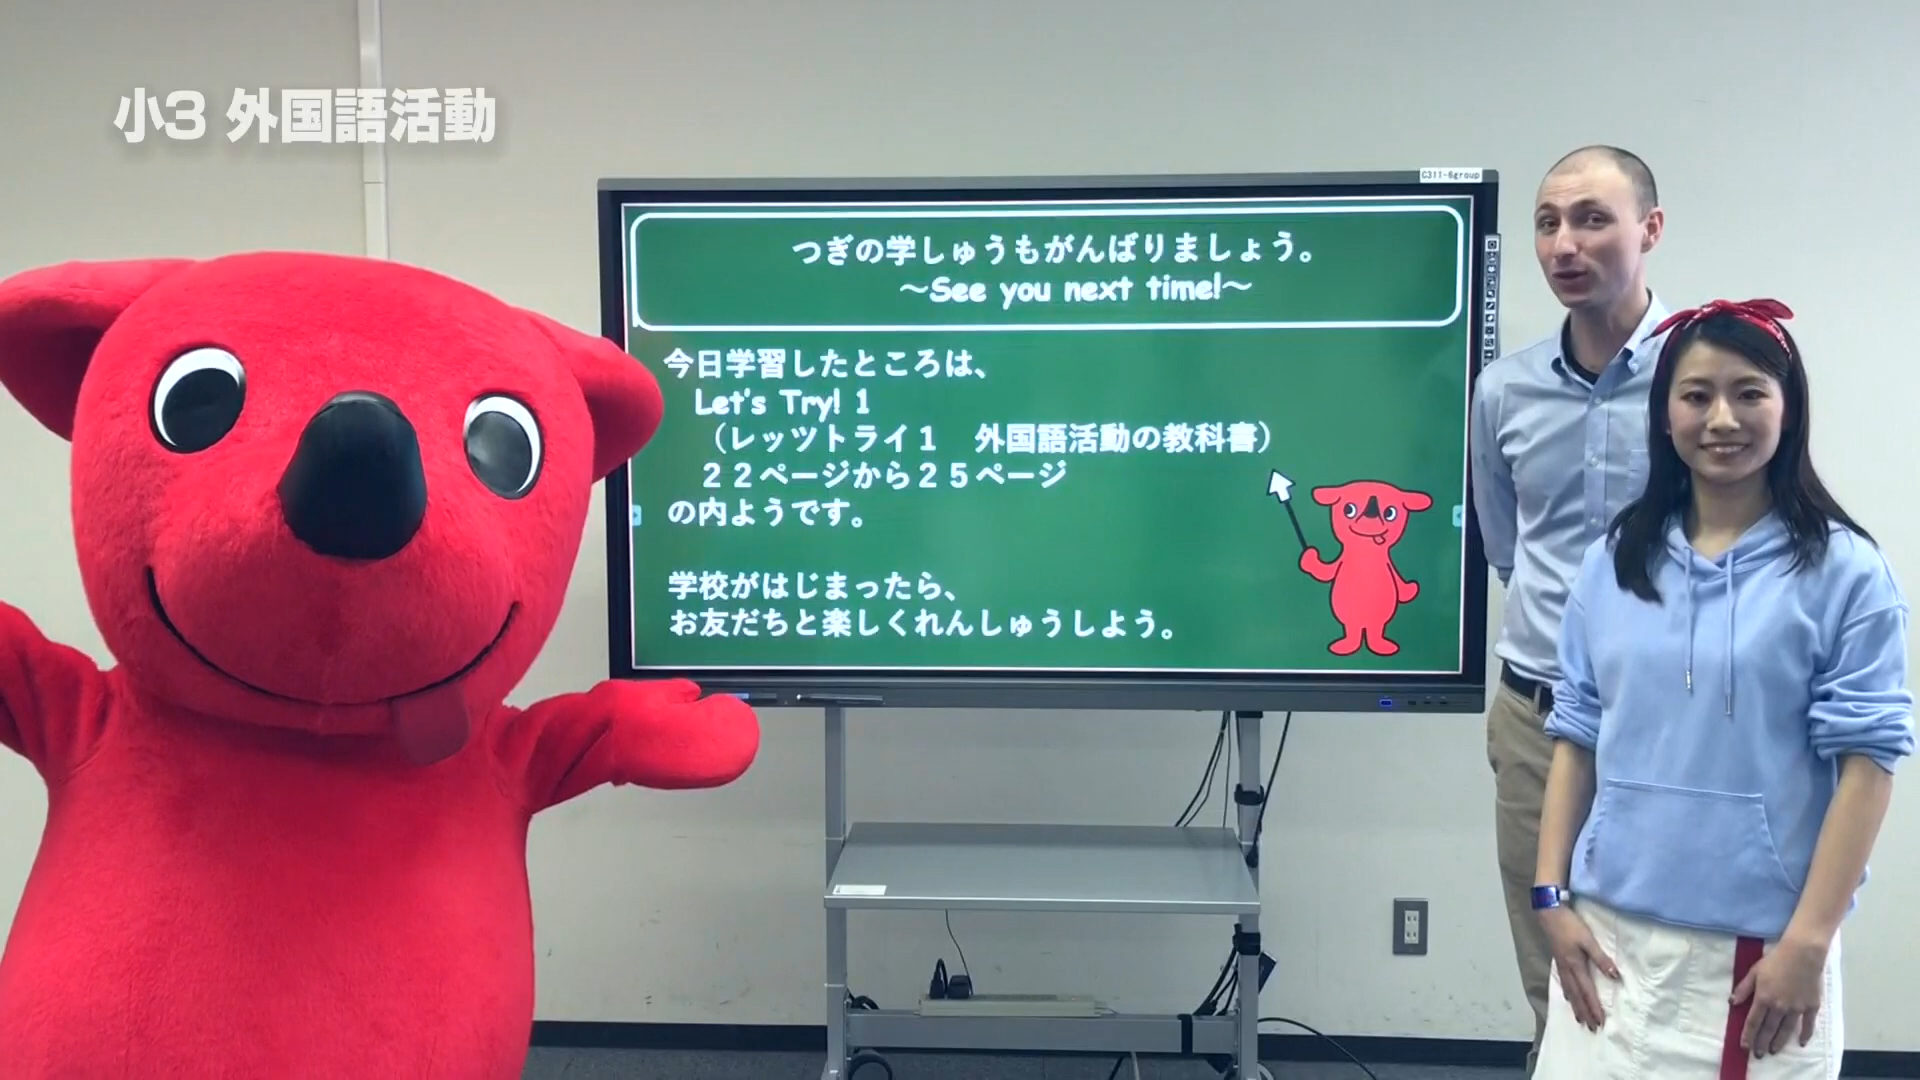 小3 外国語活動
C311-6group
つぎの学しゅうもがんばりましょう。
～See you next time!～
今日学習したところは、
Let's Try! 1
（レッツトライ１　外国語活動の教科書）
２２ページから２５ページ
の内ようです。
学校がはじまったら、
お友だちと楽しくれんしゅうしよう。